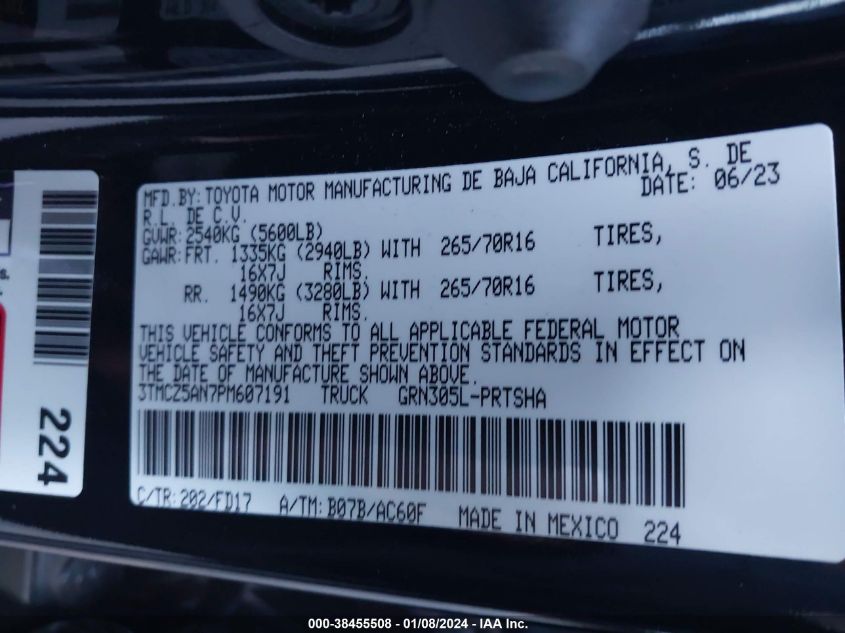 MFD.BY: TOYOTA MOTOR MANUFACTURING DE BAJA CALIFORNIA, S. DE
R.L. DE C.V. DATE: 06/23
GVWR: 2540KG (5600LB)
GAWR: FRT. 1335KG (2940LB) WITH 265/70R16 TIRES,
16X7J RIMS.
RR. 1490KG (3280LB) WITH 265/70R16 TIRES,
16X7J RIMS.
THIS VEHICLE CONFORMS TO ALL APPLICABLE FEDERAL MOTOR
VEHICLE SAFETY AND THEFT PREVENTION STANDARDS IN EFFECT ON
THE DATE OF MANUFACTURE SHOWN ABOVE.
3TMCZ5AN7PM607191 TRUCK GRN305L-PRTSHA
C/TR: 202/FD17 A/TM: B07B/AC60F MADE IN MEXICO 224
224
000-38455508 - 01/08/2024 - IAA Inc.